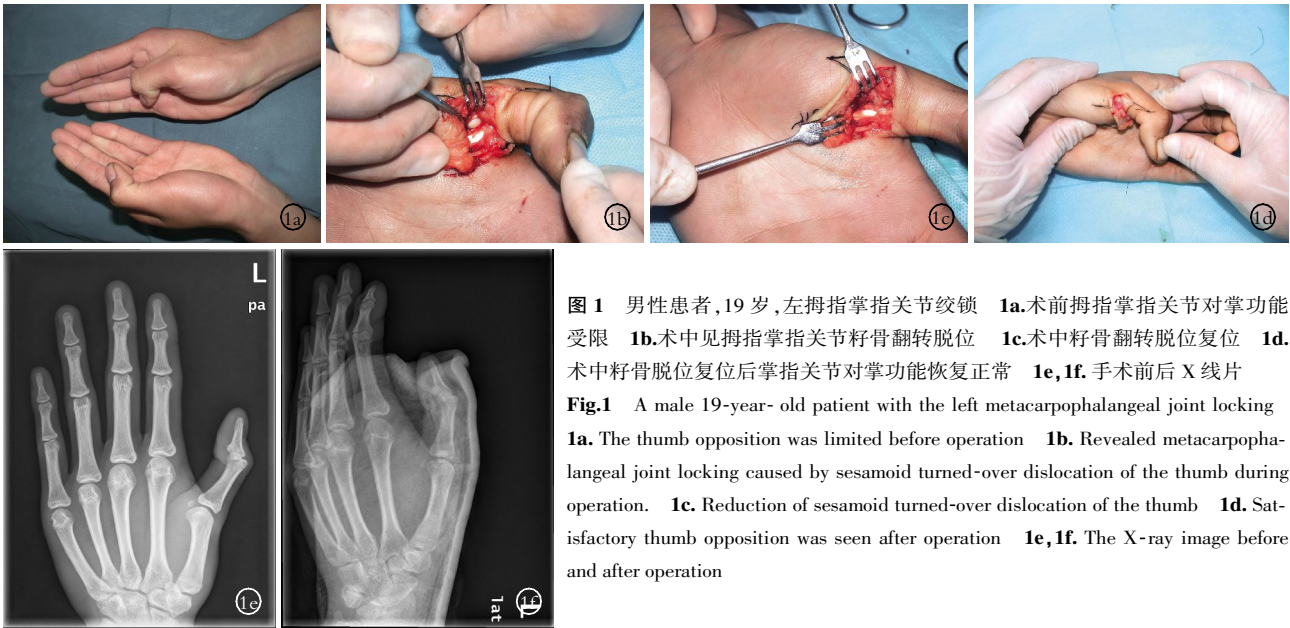 1a
1b
1c
1d
L
pa
1e
lat
L
1f
图 1 男性患者,19 岁,左拇指掌指关节绞锁 1a.术前拇指掌指关节对掌功能
受限 1b.术中见拇指掌指关节籽骨翻转脱位 1c.术中籽骨翻转脱位复位 1d.
术中籽骨脱位复位后掌指关节对掌功能恢复正常 1e,1f. 手术前后 X 线片
Fig.1 A male 19-year- old patient with the left metacarpophalangeal joint locking
1a. The thumb opposition was limited before operation 1b. Revealed metacarpopha-
langeal joint locking caused by sesamoid turned-over dislocation of the thumb during
operation. 1c. Reduction of sesamoid turned-over dislocation of the thumb 1d. Sat-
isfactory thumb opposition was seen after operation 1e,1f. The X-ray image before
and after operation